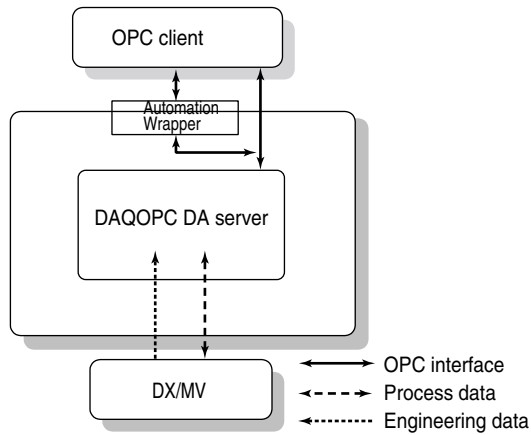 OPC client
Automation
Wrapper
DAQOPC DA server
DX/MV
OPC interface
Process data
Engineering data